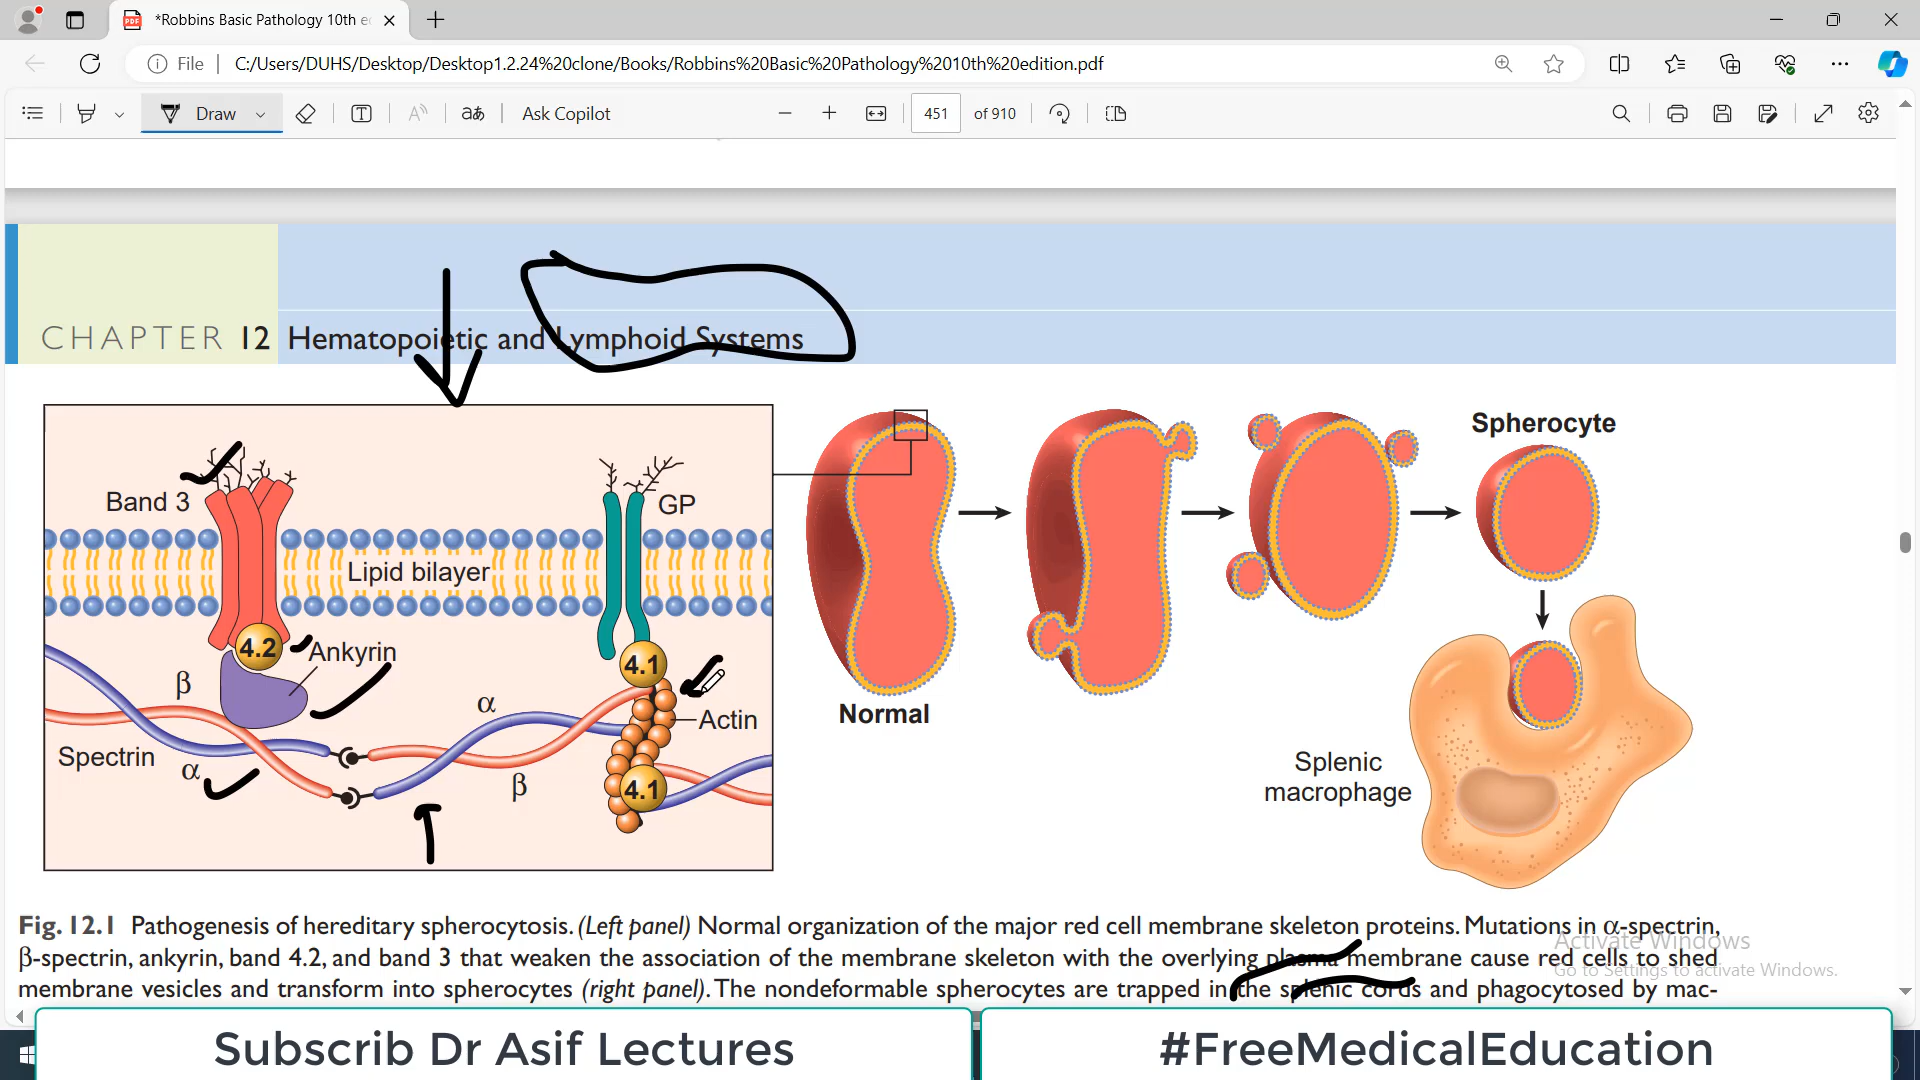 *Robbins Basic Pathology 10th e
File
C:/Users/DUHS/Desktop/Desktop1.2.24%20clone/Books/Robbins%20Basic%20Pathology%2010th%20edition.pdf
Draw
Ask Copilot
451 of 910
CHAPTER 12 Hematopoietic and Lymphoid Systems
Spherocyte
Band 3
GP
Lipid bilayer
4.2
Ankyrin
4.1
β
α
Actin
Normal
Spectrin
α
β
4.1
Splenic
macrophage
Fig. 12.1 Pathogenesis of hereditary spherocytosis. (Left panel) Normal organization of the major red cell membrane skeleton proteins. Mutations in α-spectrin,
β-spectrin, ankyrin, band 4.2, and band 3 that weaken the association of the membrane skeleton with the overlying plasma membrane cause red cells to shed
membrane vesicles and transform into spherocytes (right panel). The nondeformable spherocytes are trapped in the splenic cords and phagocytosed by mac-
Activate Windows
Go to Settings to activate Windows.
Subscrib Dr Asif Lectures
#FreeMedicalEducation